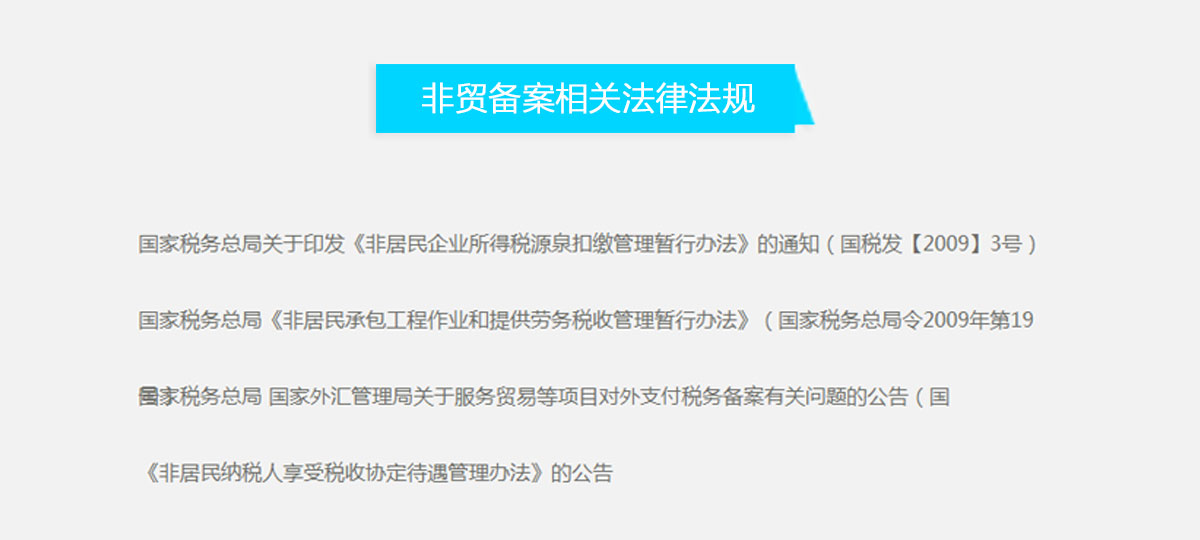 非贸备案相关法律法规
国家税务总局关于印发《非居民企业所得税源泉扣缴管理暂行办法》的通知（国税发【2009】3号）
国家税务总局《非居民承包工程作业和提供劳务税收管理暂行办法》（国家税务总局令2009年第19
国家税务总局 国家外汇管理局关于服务贸易等项目对外支付税务备案有关问题的公告（国
《非居民纳税人享受税收协定待遇管理办法》的公告